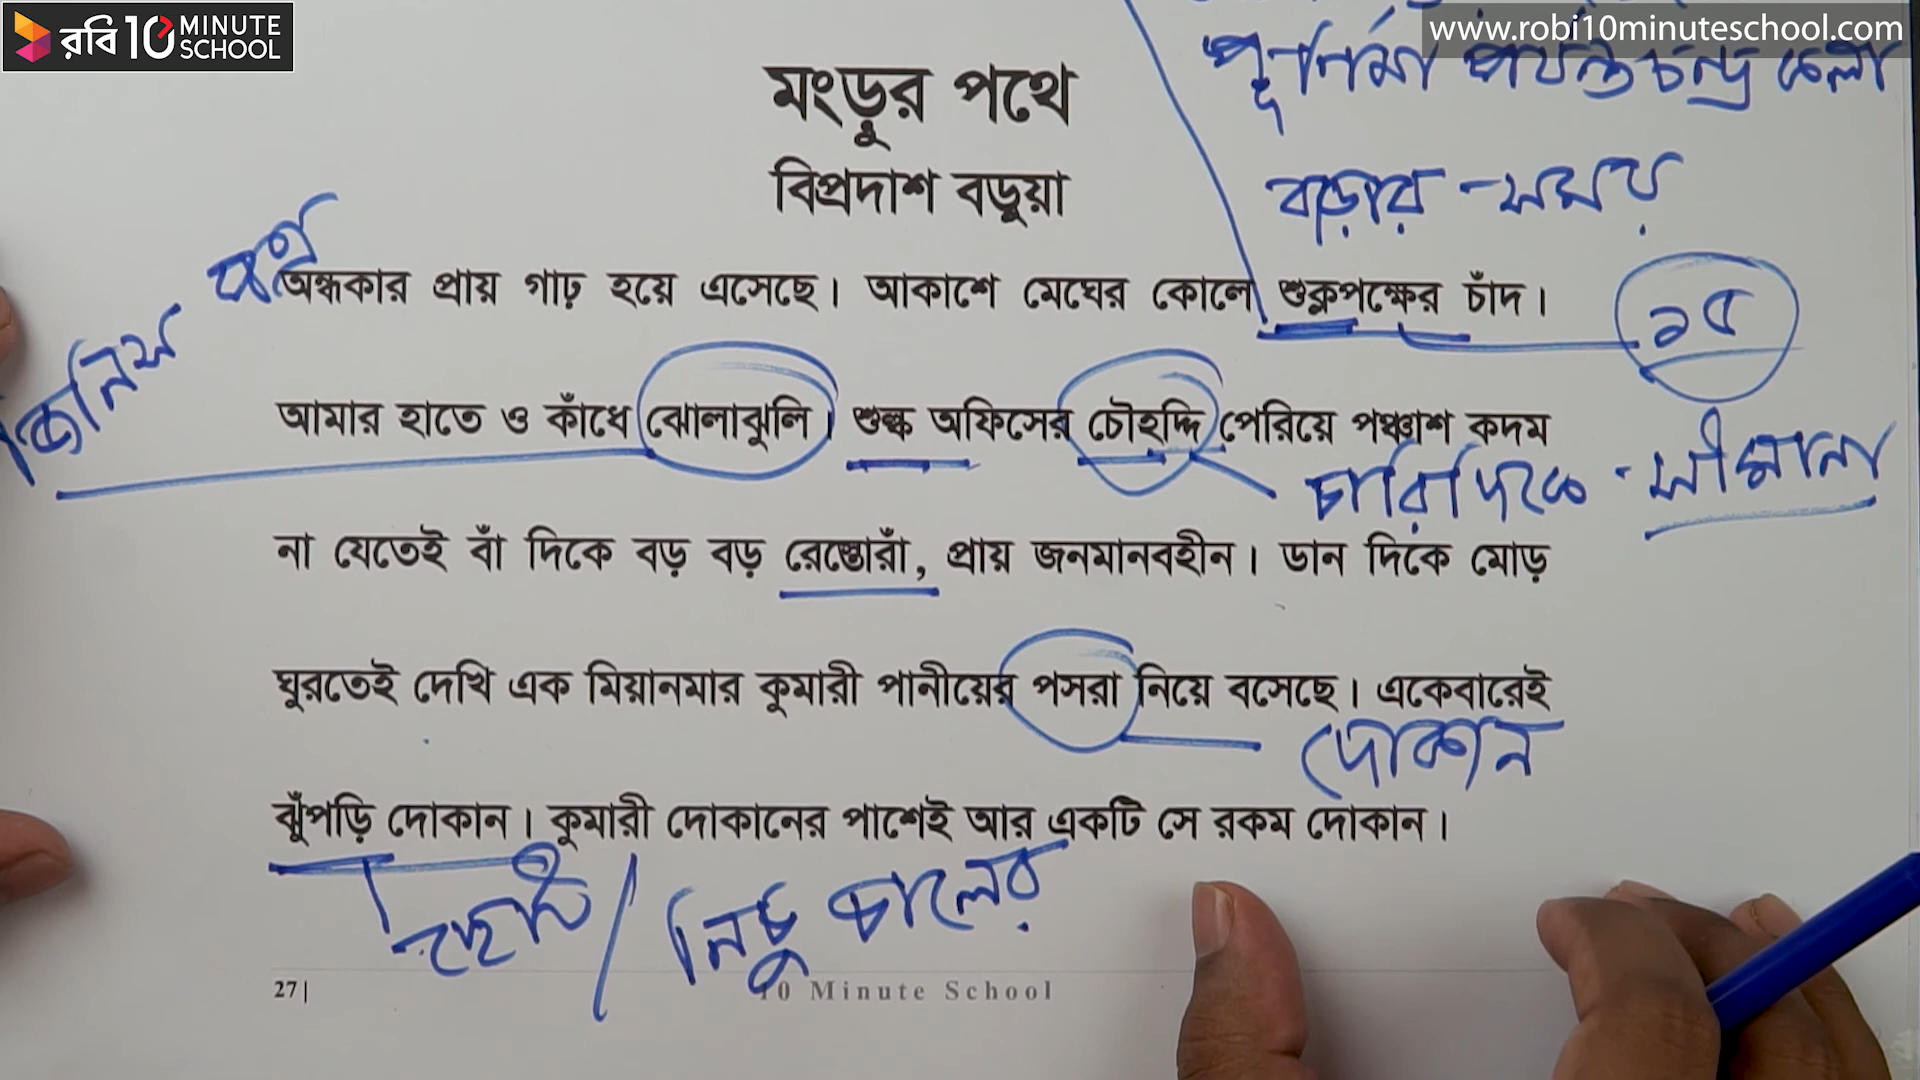 রবি 10 MINUTE SCHOOL
www.robi10minuteschool.com
পূর্ণিমা পর্যন্ত চন্দ্র কলা
বাড়ার - সময়
মংডুর পথে
বিপ্রদাশ বড়ুয়া
জিনিস পত্র
অন্ধকার প্রায় গাঢ় হয়ে এসেছে। আকাশে মেঘের কোলে শুক্লপক্ষের চাঁদ।
১৫
আমার হাতে ও কাঁধে ঝোলাঝুলি। শুল্ক অফিসের চৌহদ্দি পেরিয়ে পঞ্চাশ কদম
চারিদিকে - সীমানা
না যেতেই বাঁ দিকে বড় বড় রেস্তোরাঁ, প্রায় জনমানবহীন। ডান দিকে মোড়
ঘুরতেই দেখি এক মিয়ানমার কুমারী পানীয়ের পসরা নিয়ে বসেছে। একেবারেই
দোকান
ঝুঁপড়ি দোকান। কুমারী দোকানের পাশেই আর একটি সে রকম দোকান।
ছোট / নিচু চালের
27| 10 Minute School